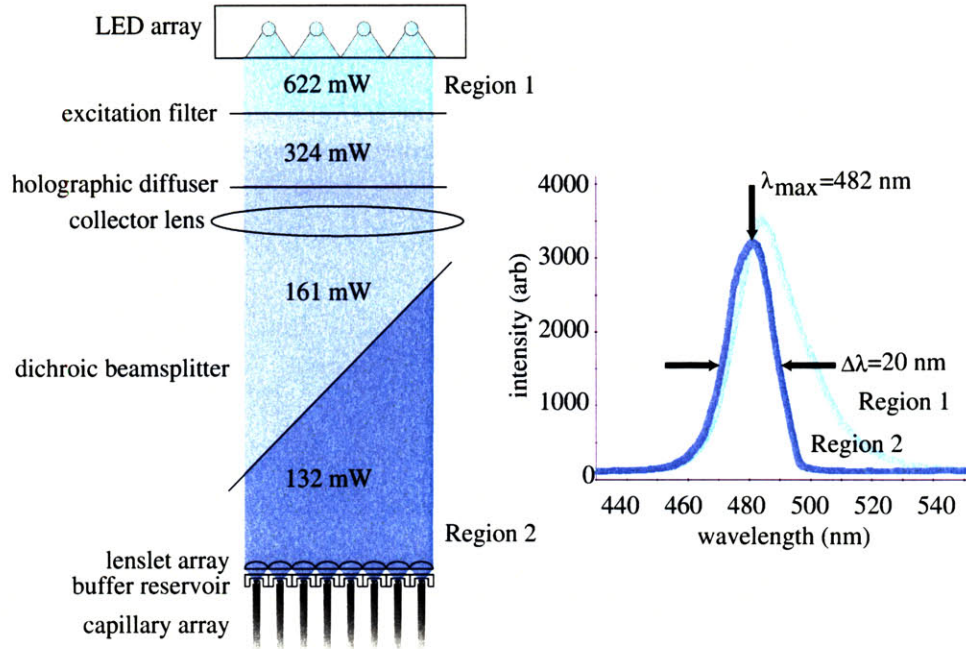 LED array
622 mW
Region 1
excitation filter
324 mW
holographic diffuser
collector lens
161 mW
dichroic beamsplitter
132 mW
Region 2
lenslet array
buffer reservoir
capillary array
λmax=482 nm
4000
3000
2000
1000
0
intensity (arb)
Δλ=20 nm
Region 1
Region 2
440 460 480 500 520 540
wavelength (nm)